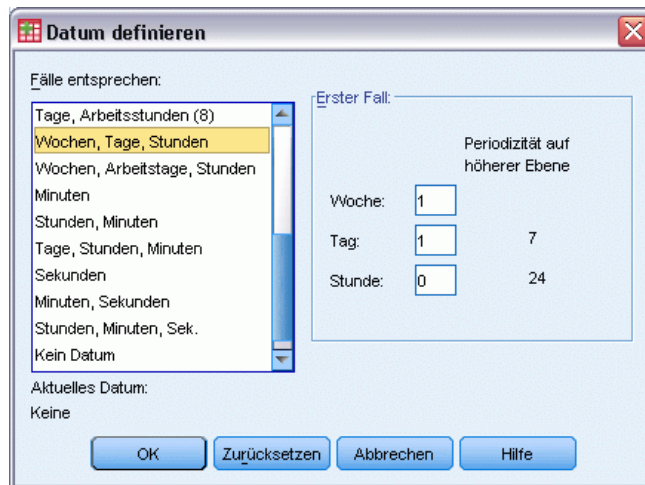 Datum definieren
Fälle entsprechen:
Tage, Arbeitsstunden (8)
Wochen, Tage, Stunden
Wochen, Arbeitstage, Stunden
Minuten
Stunden, Minuten
Tage, Stunden, Minuten
Sekunden
Minuten, Sekunden
Stunden, Minuten, Sek.
Kein Datum
Aktuelles Datum:
Keine
Erster Fall:
Periodizität auf
höherer Ebene
Woche: 1
Tag: 1 7
Stunde: 0 24
OK Zurücksetzen Abbrechen Hilfe